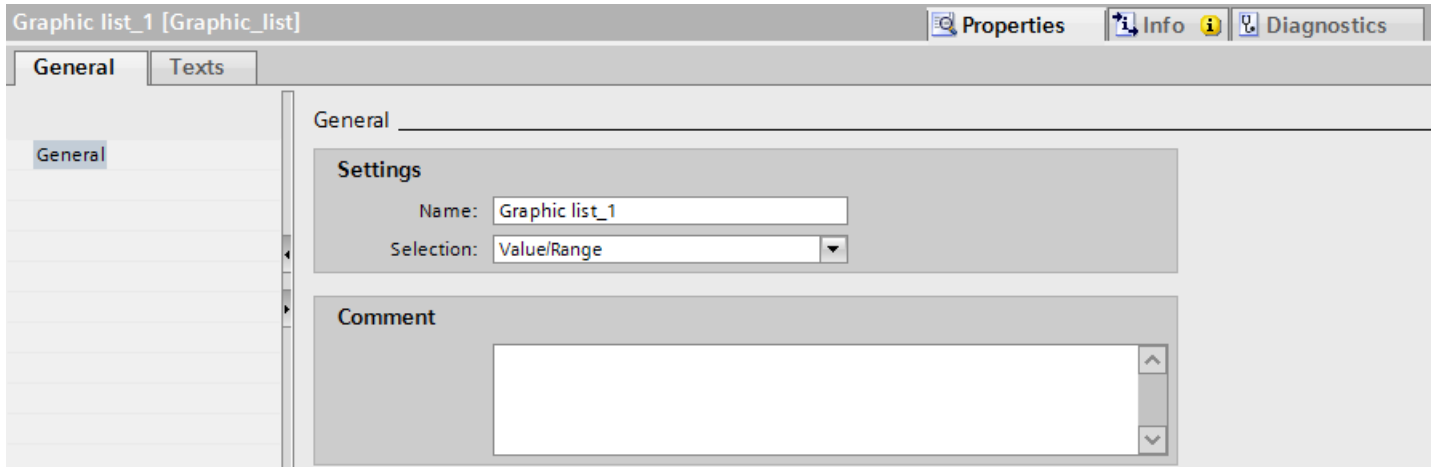 Graphic list_1 [Graphic_list]
Properties
Info
Diagnostics
General
Texts
General
General
Settings
Name: Graphic list_1
Selection: Value/Range
Comment